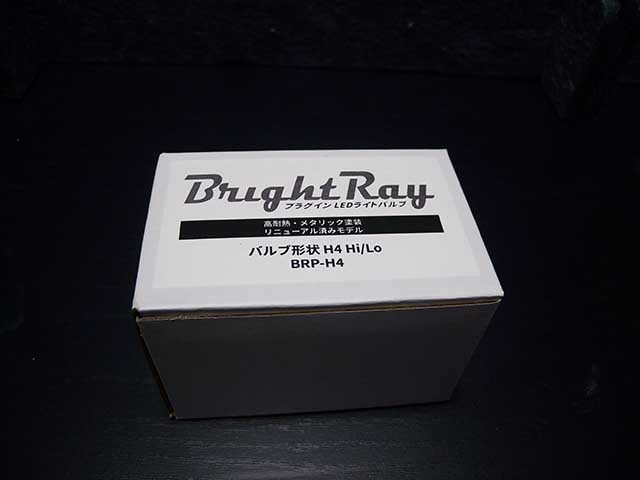 BrightRay
プラグイン LEDライトバルブ
高耐熱・メタリック塗装
リニューアル済みモデル
バルブ形状 H4 Hi/Lo
BRP-H4